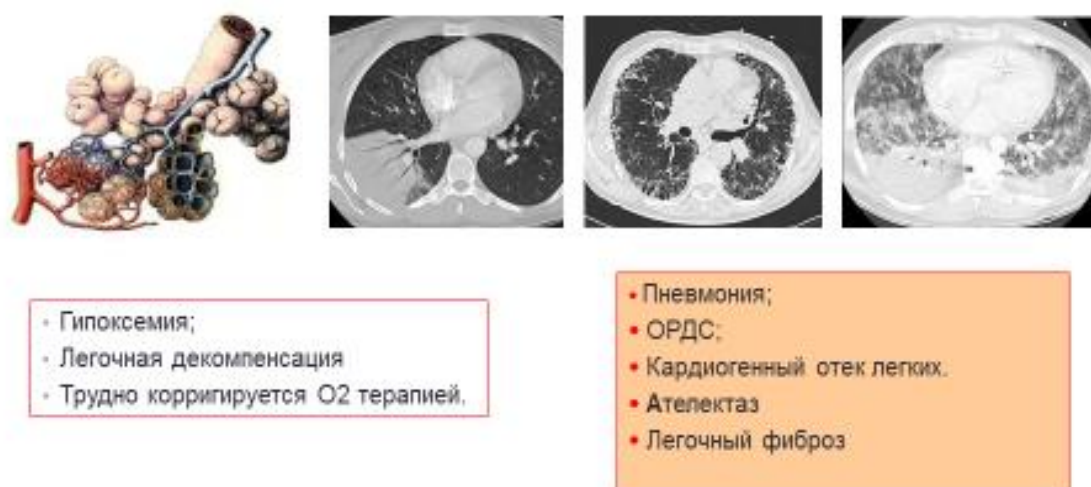 Гипоксемия;
Легочная декомпенсация
Трудно корригируется О2 терапией.
Пневмония;
ОРДС;
Кардиогенный отек легких.
Ателектаз
Легочный фиброз